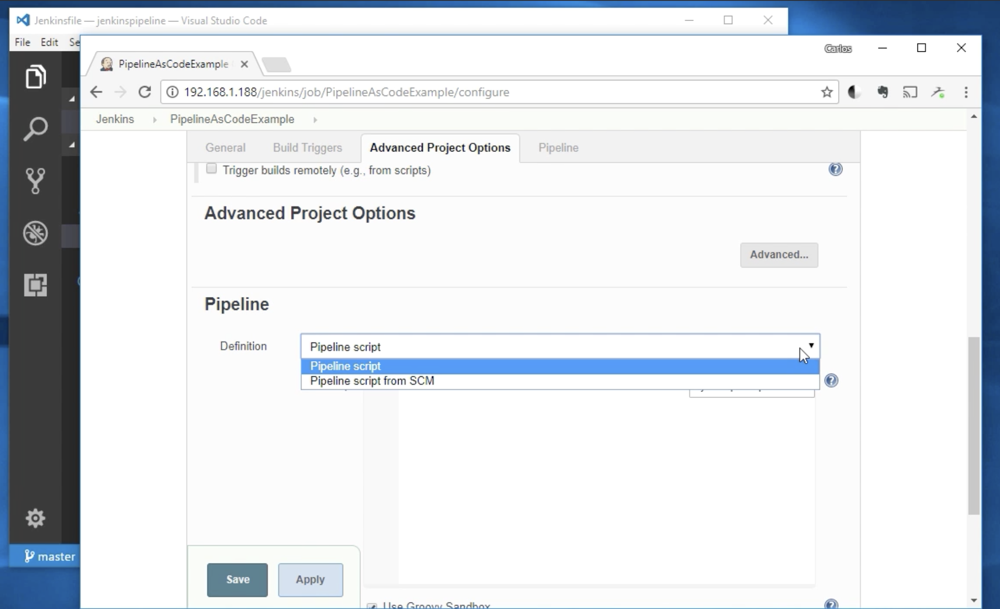 Jenkinsfile — jenkinspipeline — Visual Studio Code
File Edit Se
Carlos
PipelineAsCodeExample
192.168.1.188/jenkins/job/PipelineAsCodeExample/configure
Jenkins PipelineAsCodeExample
General Build Triggers Advanced Project Options Pipeline
Trigger builds remotely (e.g., from scripts)
Advanced Project Options
Advanced...
Pipeline
Definition
Pipeline script
Pipeline script
Pipeline script from SCM
master
Save Apply
Use Groovy Sandbox